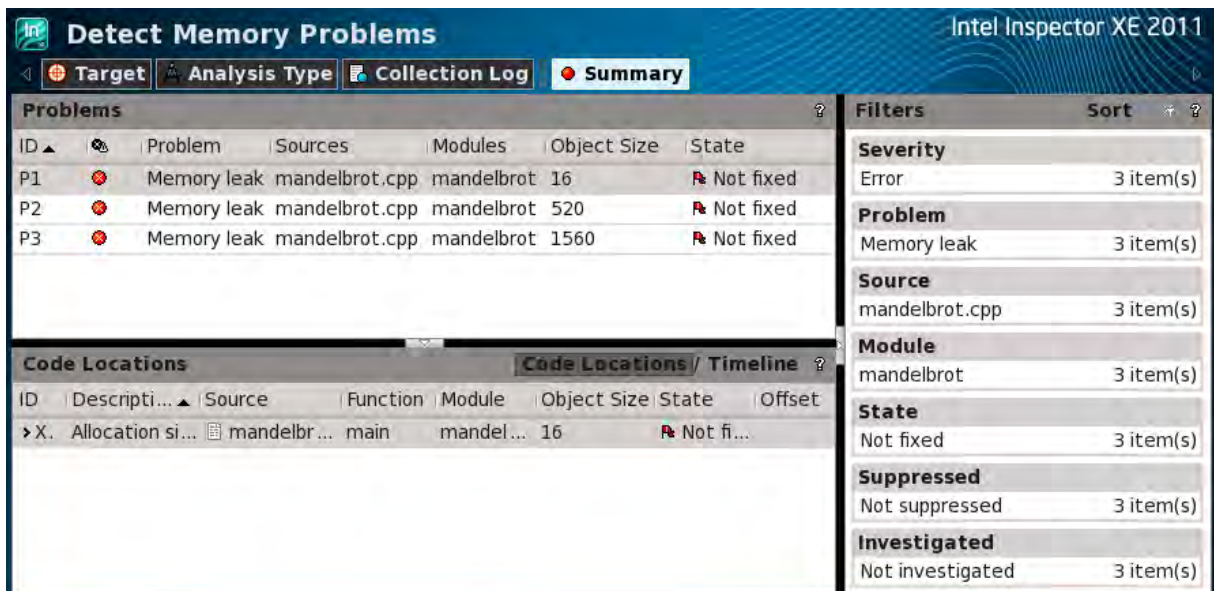 Detect Memory Problems
Intel Inspector XE 2011
Target Analysis Type Collection Log Summary
Problems ?
ID Problem Sources Modules Object Size State
P1 Memory leak mandelbrot.cpp mandelbrot 16 Not fixed
P2 Memory leak mandelbrot.cpp mandelbrot 520 Not fixed
P3 Memory leak mandelbrot.cpp mandelbrot 1560 Not fixed
Code Locations Code Locations / Timeline ?
ID Descripti... Source Function Module Object Size State Offset
X. Allocation si... mandelbr... main mandel... 16 Not fi...
Filters Sort ?
Severity
Error 3 item(s)
Problem
Memory leak 3 item(s)
Source
mandelbrot.cpp 3 item(s)
Module
mandelbrot 3 item(s)
State
Not fixed 3 item(s)
Suppressed
Not suppressed 3 item(s)
Investigated
Not investigated 3 item(s)